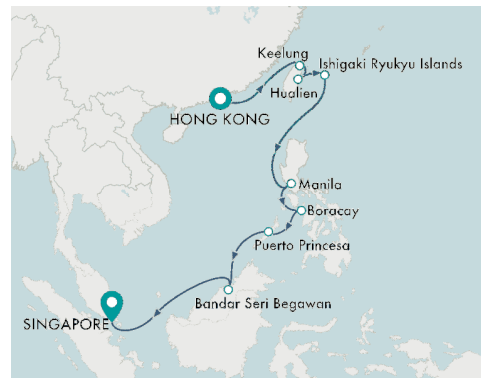 Keelung
Ishigaki Ryukyu Islands
Hualien
HONG KONG
Manila
Boracay
Puerto Princesa
Bandar Seri Begawan
SINGAPORE